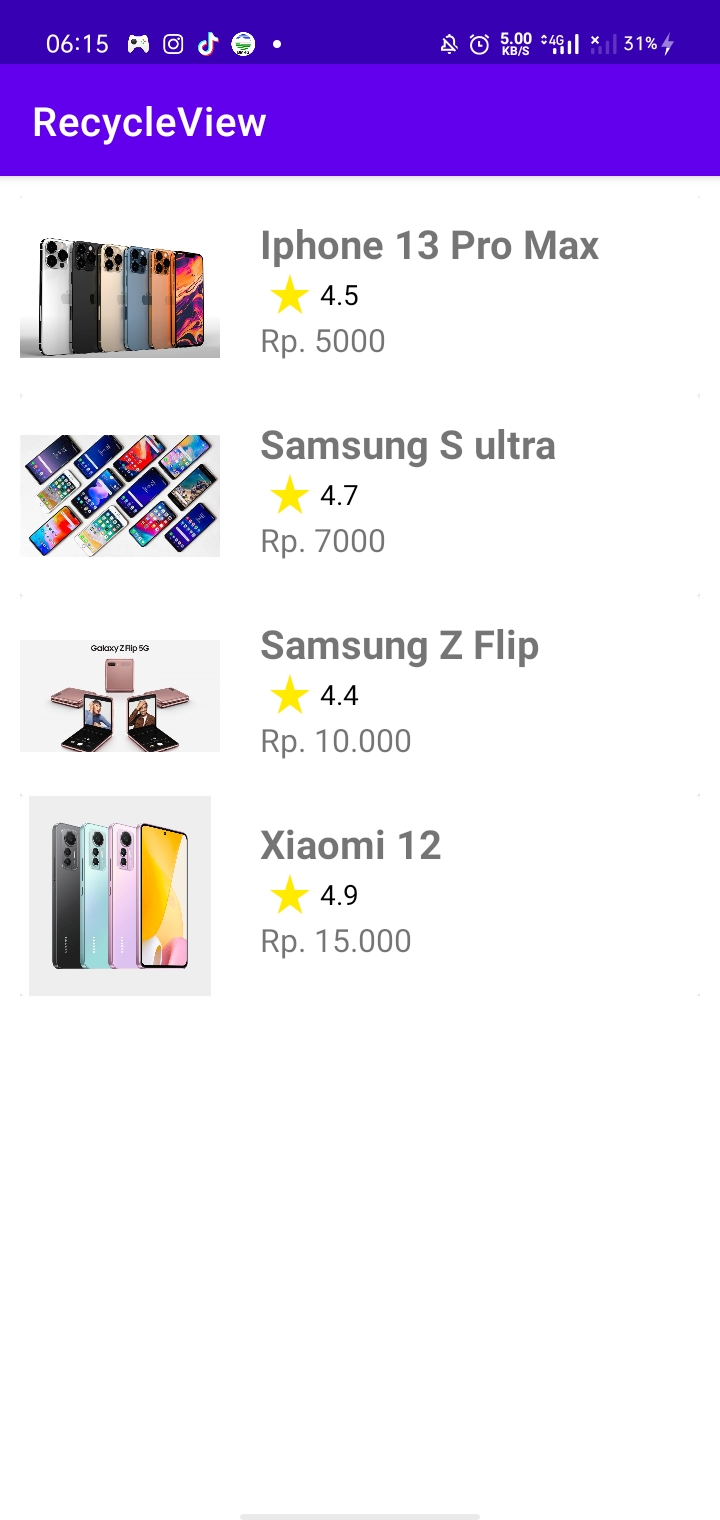 06:15 5.00 KB/S 4G 31%
RecycleView
Iphone 13 Pro Max
4.5
Rp. 5000
Samsung S ultra
4.7
Rp. 7000
Galaxy Z Flip 5G
Samsung Z Flip
4.4
Rp. 10.000
Xiaomi 12
4.9
Rp. 15.000